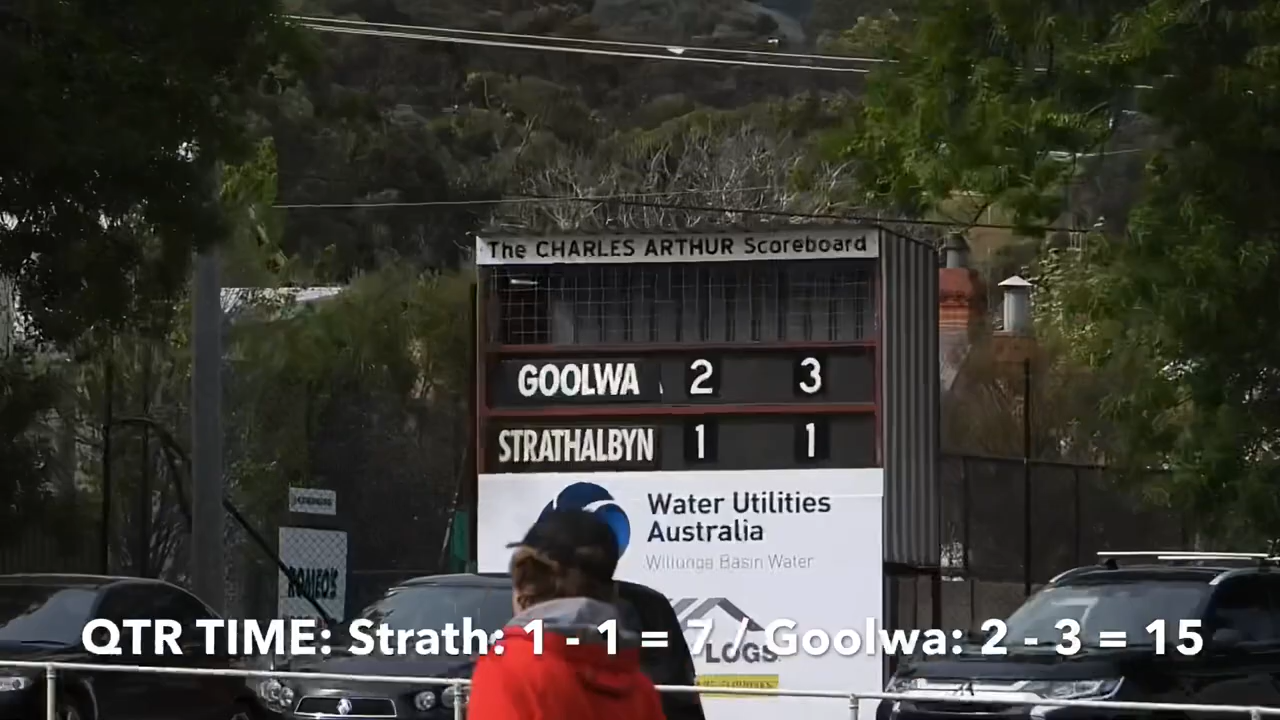 The CHARLES ARTHUR Scoreboard
GOOLWA 2 3
STRATHALBYN 1 1
Water Utilities
Australia
Willunga Basin Water
ROMEO'S
LOGS
QTR TIME: Strath: 1 - 1 = 7 / Goolwa: 2 - 3 = 15